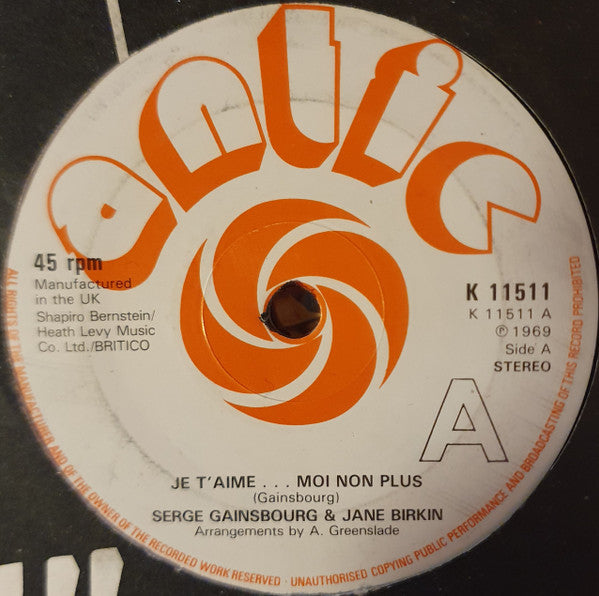 antic
45 rpm
Manufactured
in the UK
Shapiro Bernstein/
Heath Levy Music
Co. Ltd./BRITICO
K 11511
K 11511 A
℗ 1969
Side A
STEREO
A
JE T'AIME . . . MOI NON PLUS
(Gainsbourg)
SERGE GAINSBOURG & JANE BIRKIN
Arrangements by A. Greenslade
ALL RIGHTS OF THE MANUFACTURER AND OF THE OWNER OF THE RECORDED WORK RESERVED · UNAUTHORISED COPYING PUBLIC PERFORMANCE AND BROADCASTING OF THIS RECORD PROHIBITED